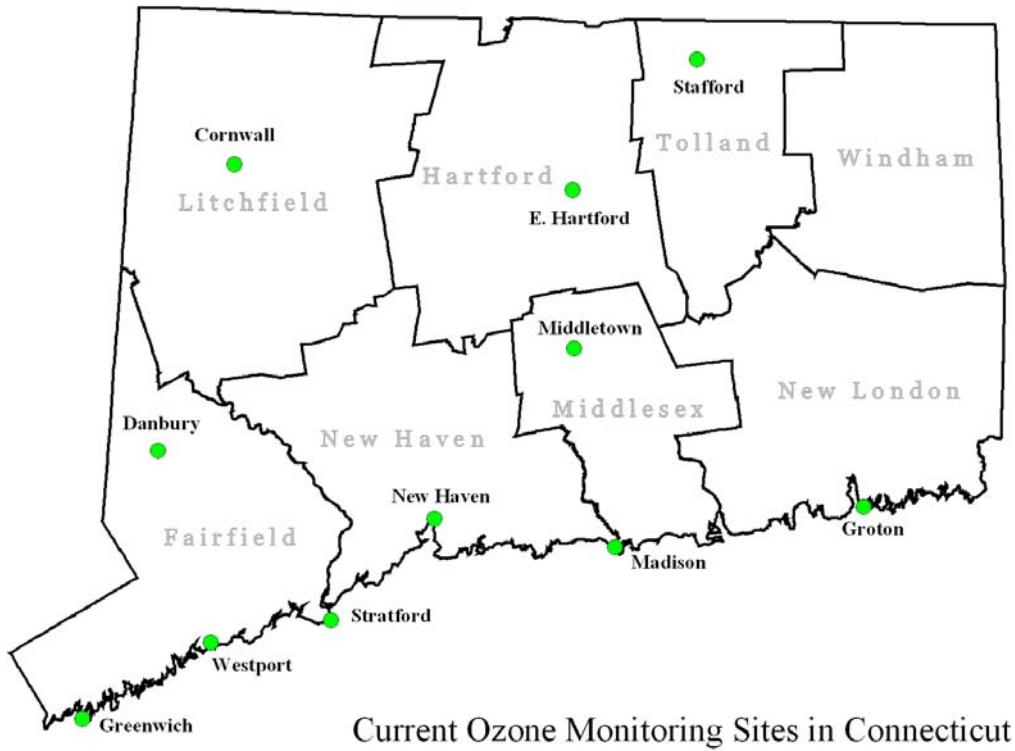 Stafford
Tolland
Cornwall
Windham
Hartford
Litchfield
E. Hartford
Middletown
New London
Middlesex
Danbury
New Haven
New Haven
Groton
Fairfield
Madison
Stratford
Westport
Greenwich
Current Ozone Monitoring Sites in Connecticut